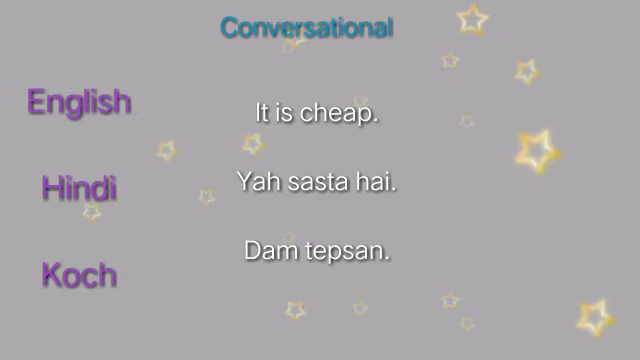 Conversational
English
It is cheap.
Hindi
Yah sasta hai.
Koch
Dam tepsan.